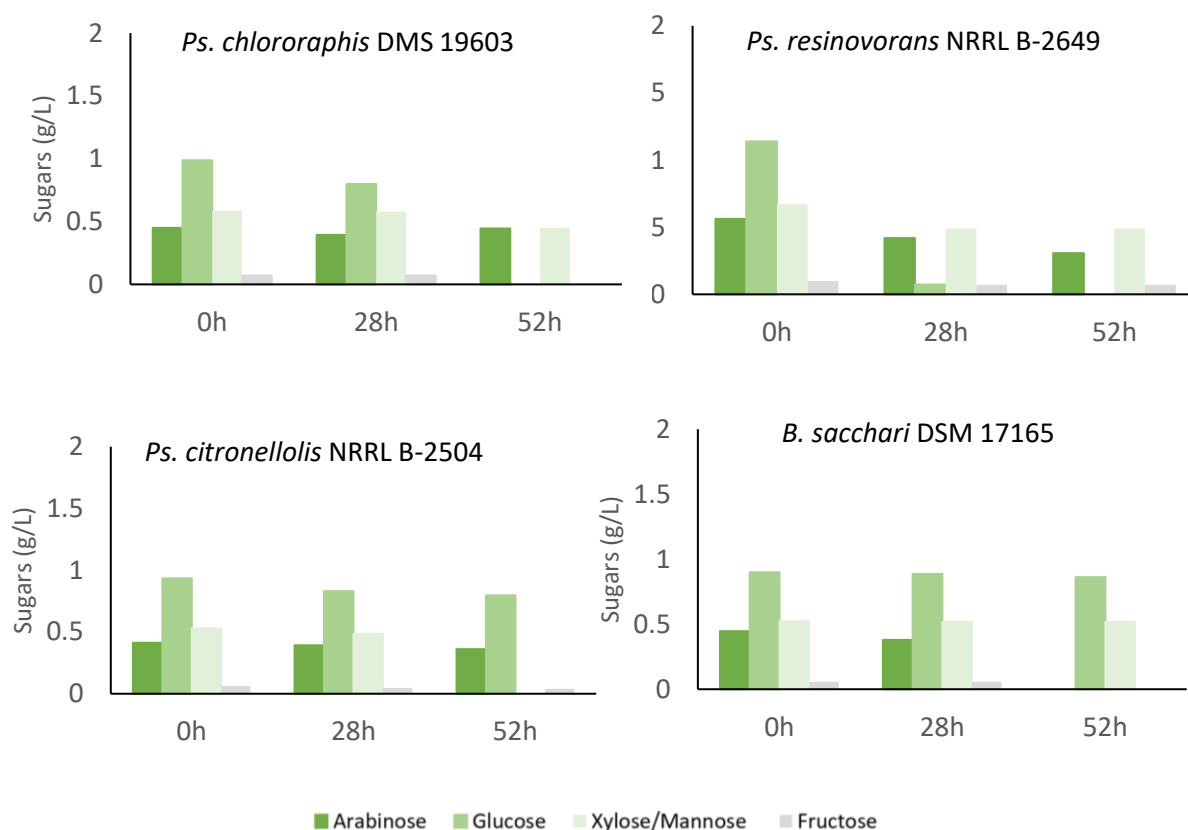 Ps. chlororaphis DMS 19603
2
1.5
1
0.5
0
Sugars (g/L)
0h 28h 52h
Ps. resinovorans NRRL B-2649
2
5
1
5
0
0h 28h 52h
Ps. citronellolis NRRL B-2504
2
1.5
1
0.5
0
Sugars (g/L)
0h 28h 52h
B. sacchari DSM 17165
2
1.5
1
0.5
0
Sugars (g/L)
0h 28h 52h
Arabinose Glucose Xylose/Mannose Fructose